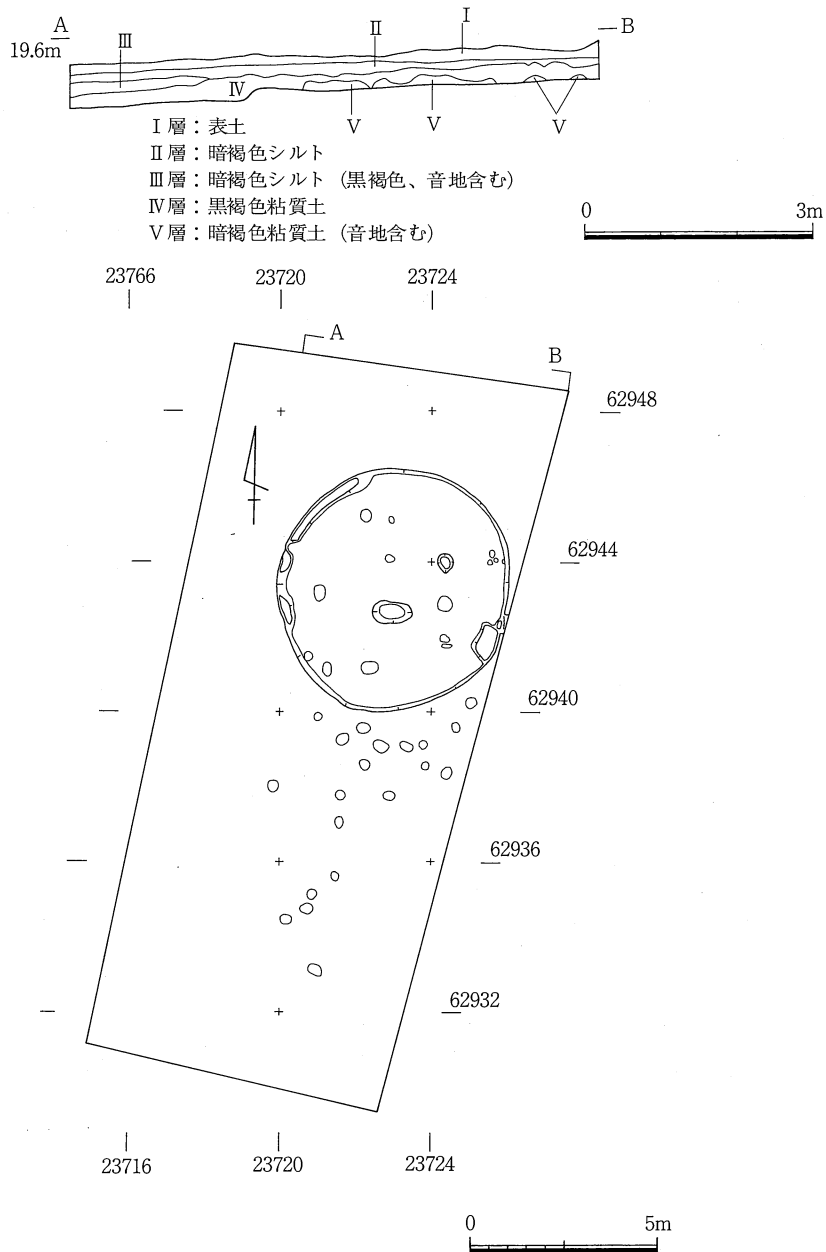 A
19.6m
Ⅲ
Ⅱ
Ⅰ
B
Ⅳ
Ⅴ
Ⅴ
Ⅴ
Ⅰ層：表土
Ⅱ層：暗褐色シルト
Ⅲ層：暗褐色シルト（黒褐色、音地含む）
Ⅳ層：黒褐色粘質土
Ⅴ層：暗褐色粘質土（音地含む）
0 3m
23766 23720 23724
A
B
62948
62944
62940
62936
62932
23716 23720 23724
0 5m